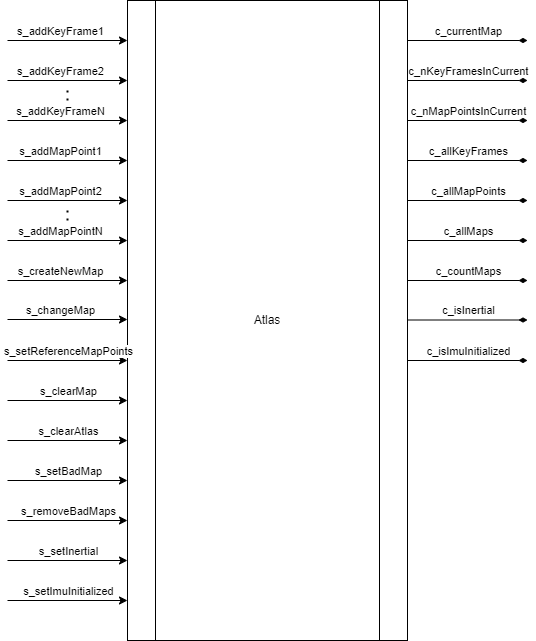 s_addKeyFrame1
s_addKeyFrame2
:
s_addKeyFrameN
s_addMapPoint1
s_addMapPoint2
:
s_addMapPointN
s_createNewMap
s_changeMap
s_setReferenceMapPoints
s_clearMap
s_clearAtlas
s_setBadMap
s_removeBadMaps
s_setInertial
s_setImuInitialized
Atlas
c_currentMap
c_nKeyFramesInCurrent
c_nMapPointsInCurrent
c_allKeyFrames
c_allMapPoints
c_allMaps
c_countMaps
c_isInertial
c_isImuInitialized